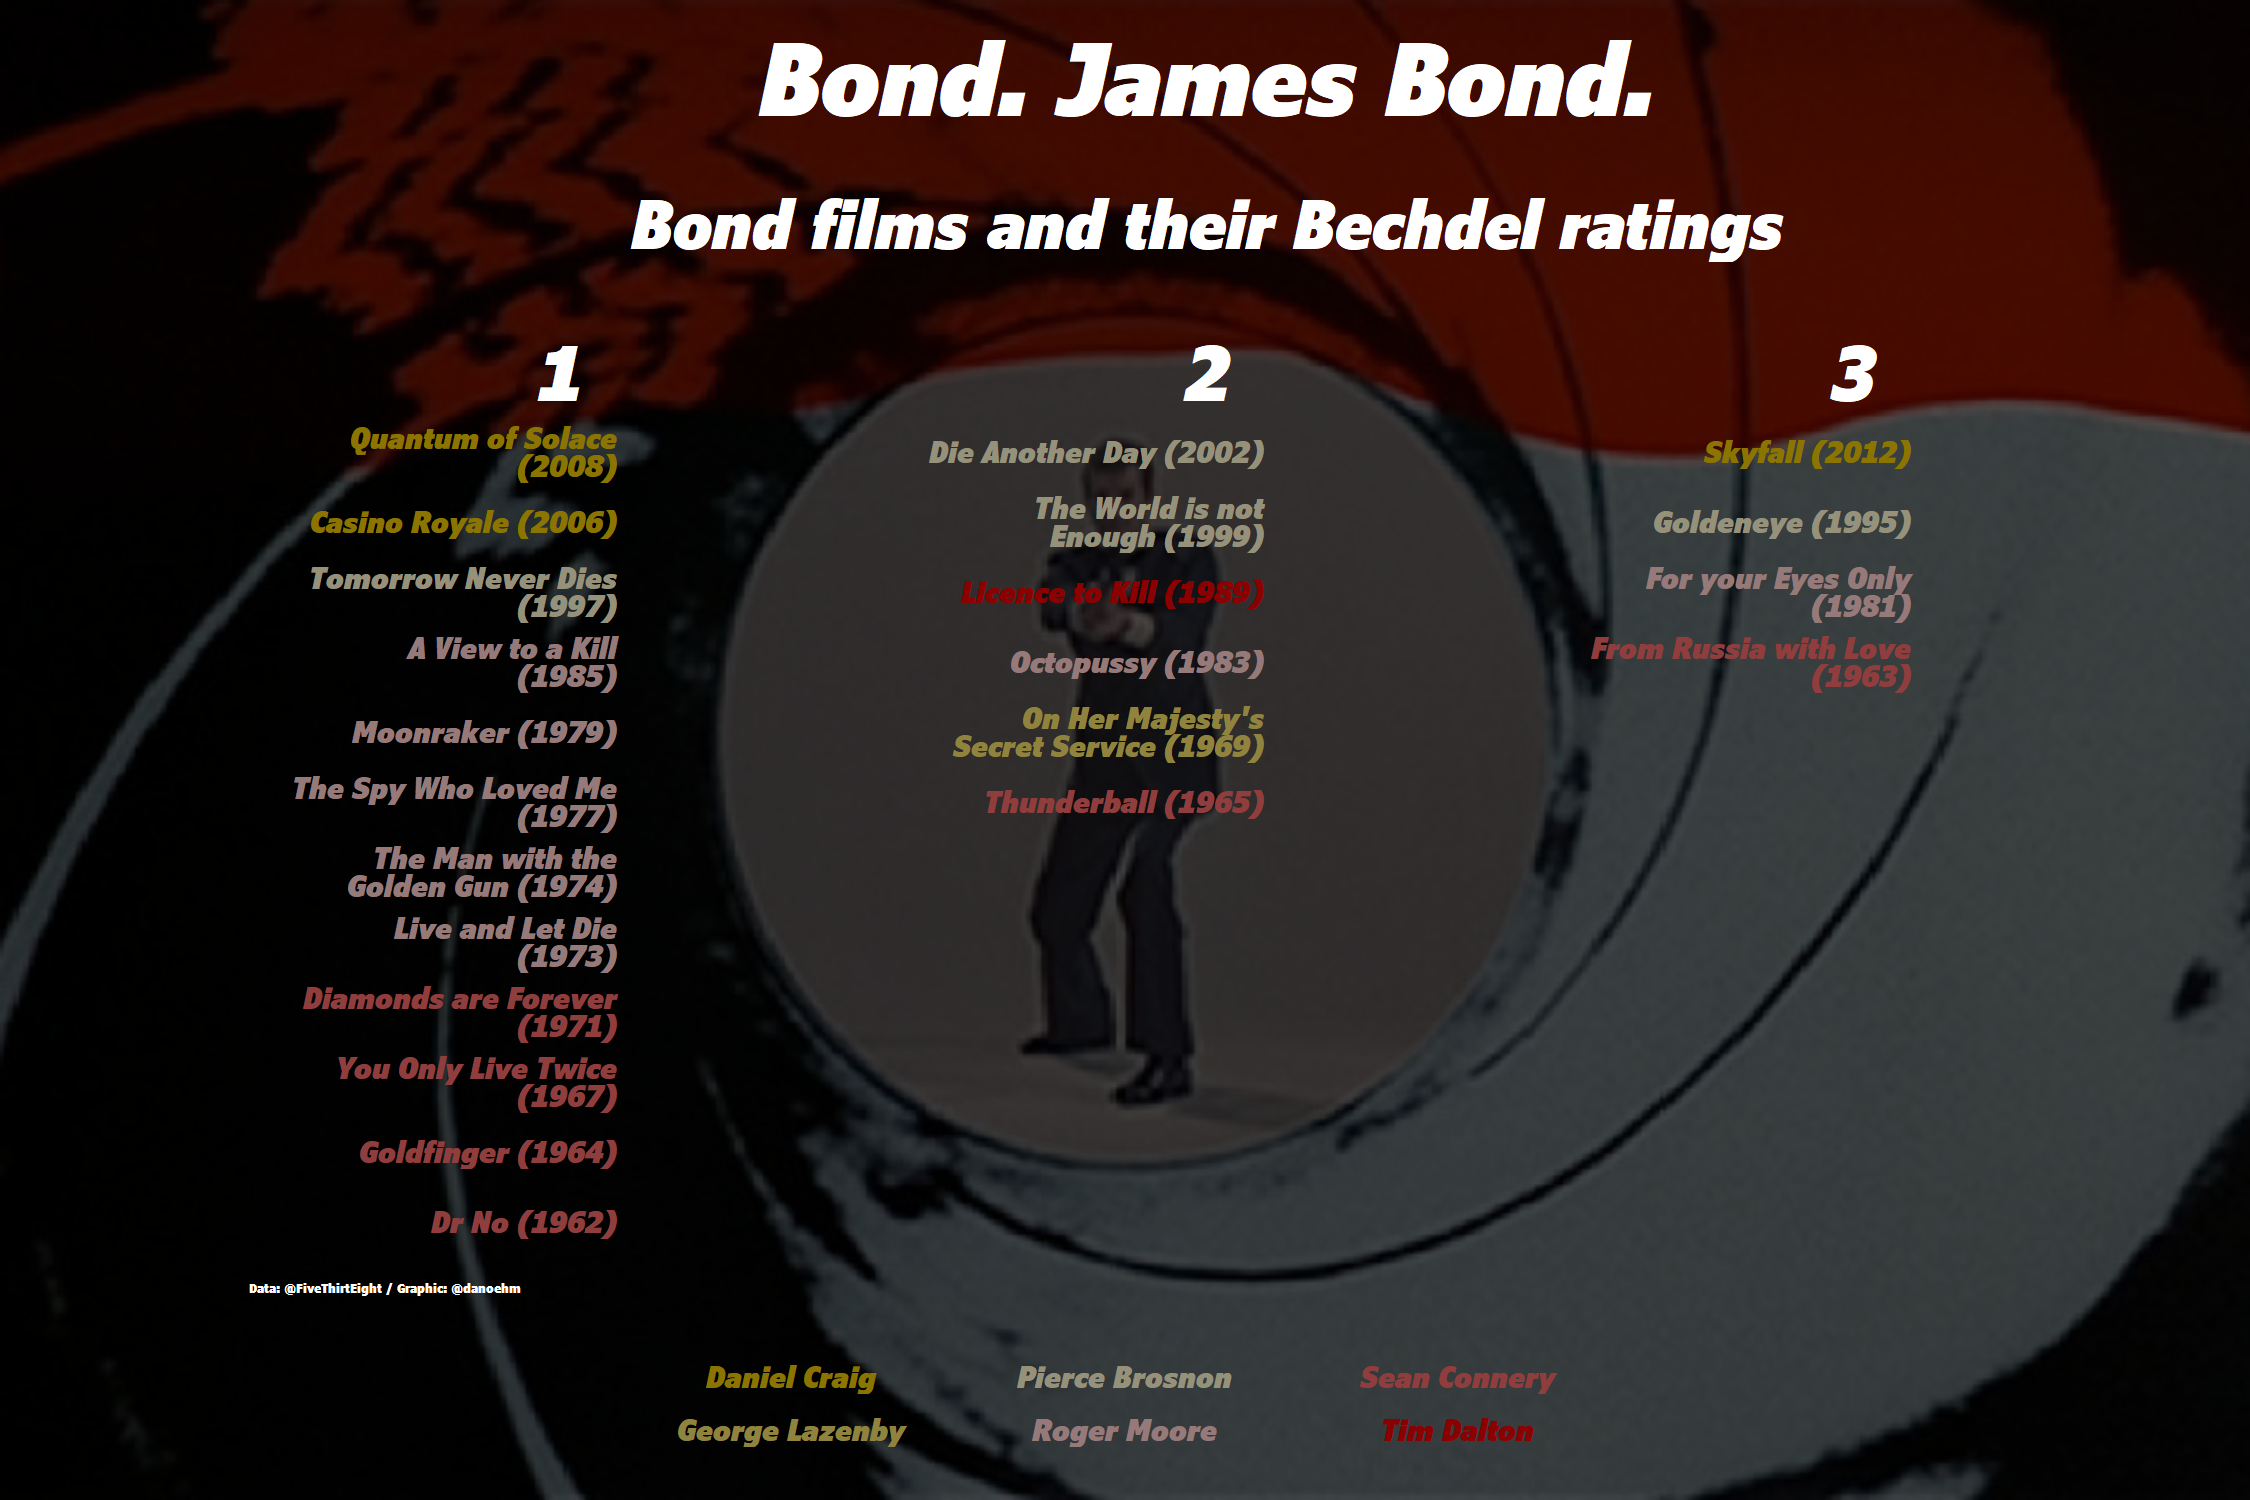 Bond. James Bond.
Bond films and their Bechdel ratings
1
Quantum of Solace
(2008)
Casino Royale (2006)
Tomorrow Never Dies
(1997)
A View to a Kill
(1985)
Moonraker (1979)
The Spy Who Loved Me
(1977)
The Man with the
Golden Gun (1974)
Live and Let Die
(1973)
Diamonds are Forever
(1971)
You Only Live Twice
(1967)
Goldfinger (1964)
Dr No (1962)
2
Die Another Day (2002)
The World is not
Enough (1999)
Licence to Kill (1989)
Octopussy (1983)
On Her Majesty's
Secret Service (1969)
Thunderball (1965)
3
Skyfall (2012)
Goldeneye (1995)
For your Eyes Only
(1981)
From Russia with Love
(1963)
Data: @FiveThirtEight / Graphic: @danoehm
Daniel Craig
Pierce Brosnon
Sean Connery
George Lazenby
Roger Moore
Tim Dalton